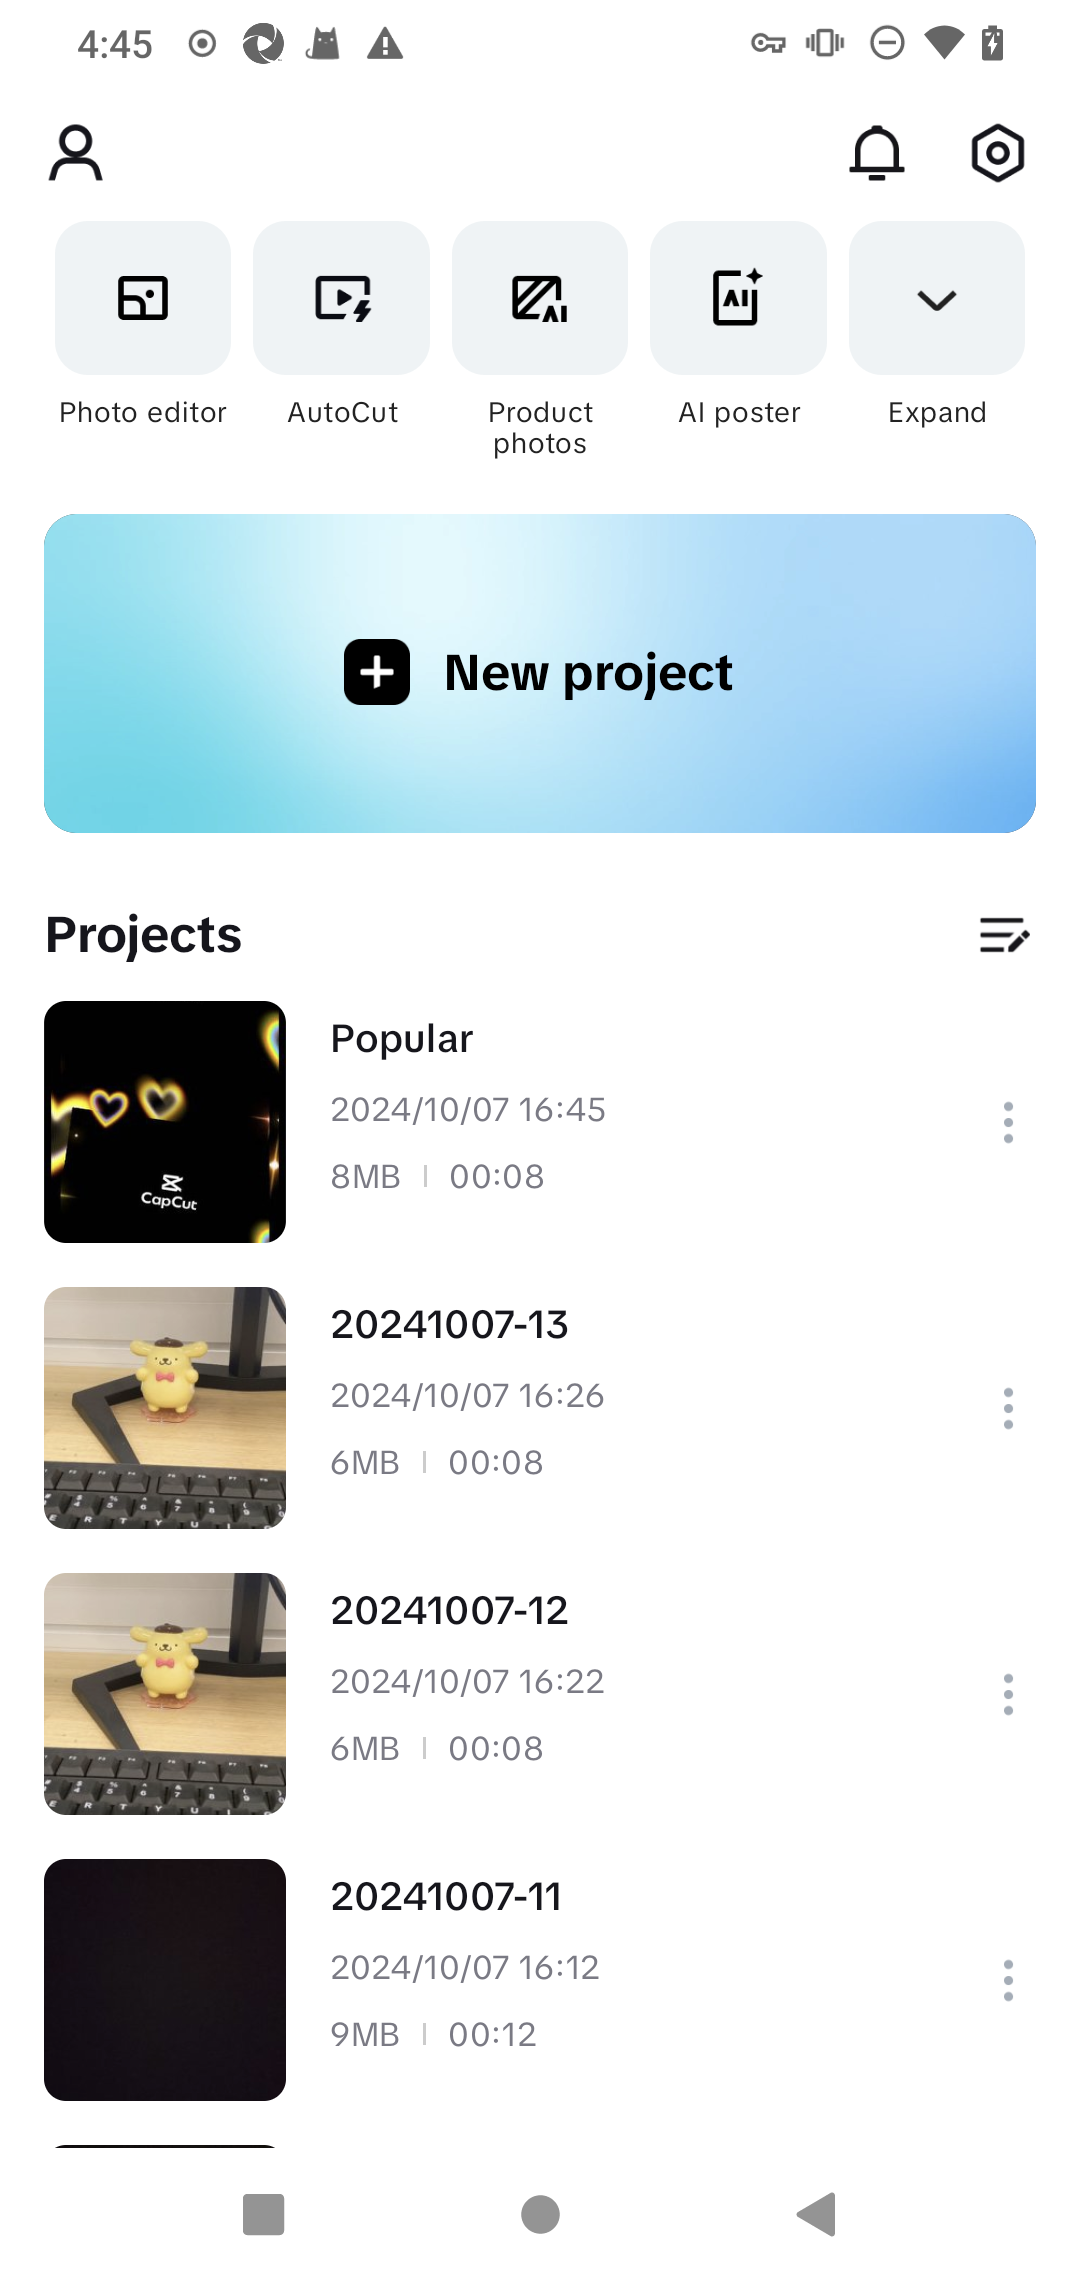 4:45
Photo editor
AutoCut
AI
Product
photos
AI
AI poster
Expand
New project
Projects
CapCut
Popular
2024/10/07 16:45
8MB
00:08
20241007-13
2024/10/07 16:26
6MB
00:08
20241007-12
2024/10/07 16:22
6MB
00:08
20241007-11
2024/10/07 16:12
9MB
00:12